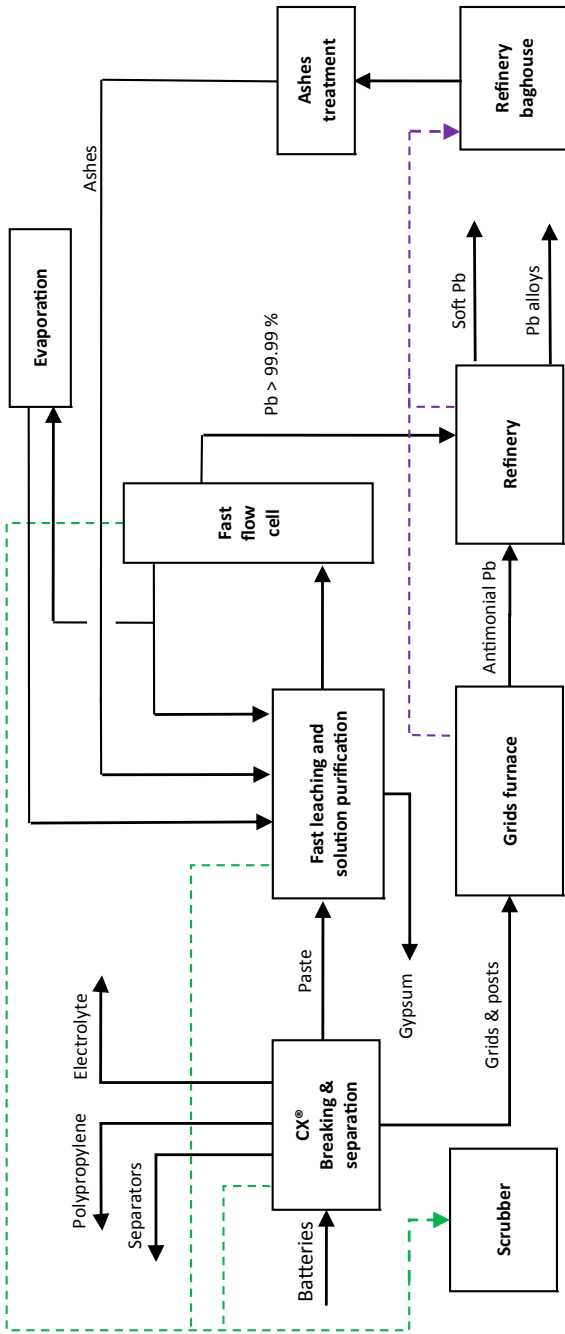 Batteries
Separators
Polypropylene
Electrolyte
CX®
Breaking &
separation
Paste
Fast leaching and
solution purification
Gypsum
Fast
flow
cell
Evaporation
Ashes
Pb > 99.99 %
Ashes
treatment
Scrubber
Grids & posts
Grids furnace
Antimonial Pb
Refinery
Soft Pb
Pb alloys
Refinery
baghouse